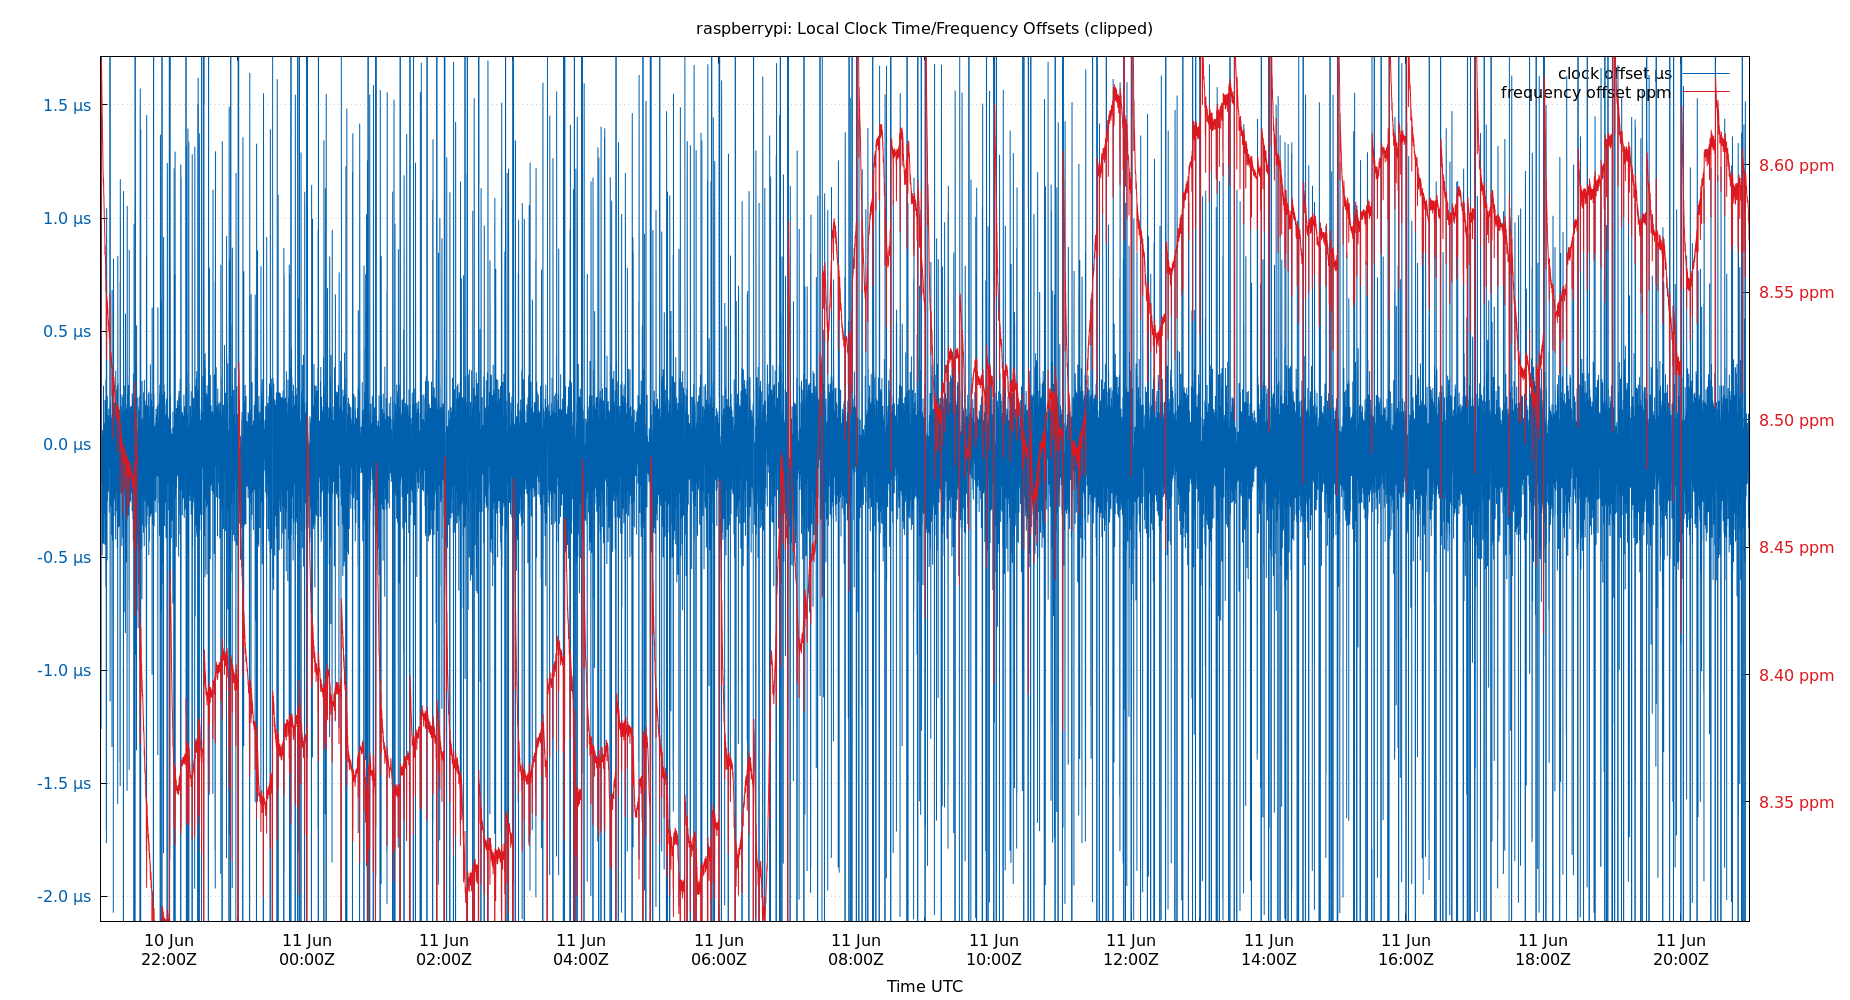 raspberrypi: Local Clock Time/Frequency Offsets (clipped)
clock offset µs
frequency offset ppm
1.5 µs
1.0 µs
0.5 µs
0.0 µs
-0.5 µs
-1.0 µs
-1.5 µs
-2.0 µs
8.60 ppm
8.55 ppm
8.50 ppm
8.45 ppm
8.40 ppm
8.35 ppm
10 Jun 11 Jun 11 Jun 11 Jun 11 Jun 11 Jun 11 Jun 11 Jun 11 Jun 11 Jun 11 Jun 11 Jun
22:00Z 00:00Z 02:00Z 04:00Z 06:00Z 08:00Z 10:00Z 12:00Z 14:00Z 16:00Z 18:00Z 20:00Z
Time UTC